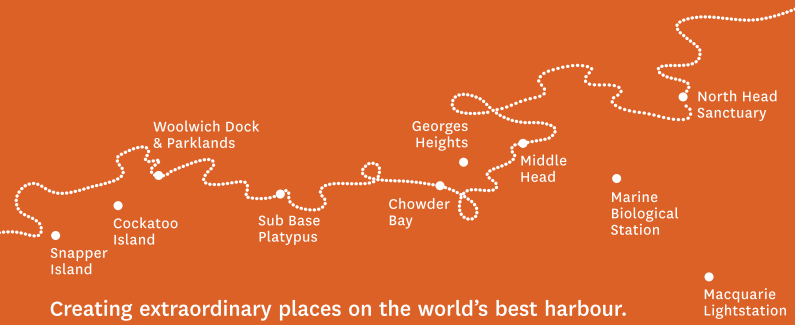 North Head
Sanctuary
Woolwich Dock
& Parklands
Georges
Heights
Middle
Head
Marine
Biological
Station
Chowder
Bay
Cockatoo
Island
Sub Base
Platypus
Snapper
Island
Macquarie
Lightstation
Creating extraordinary places on the world's best harbour.